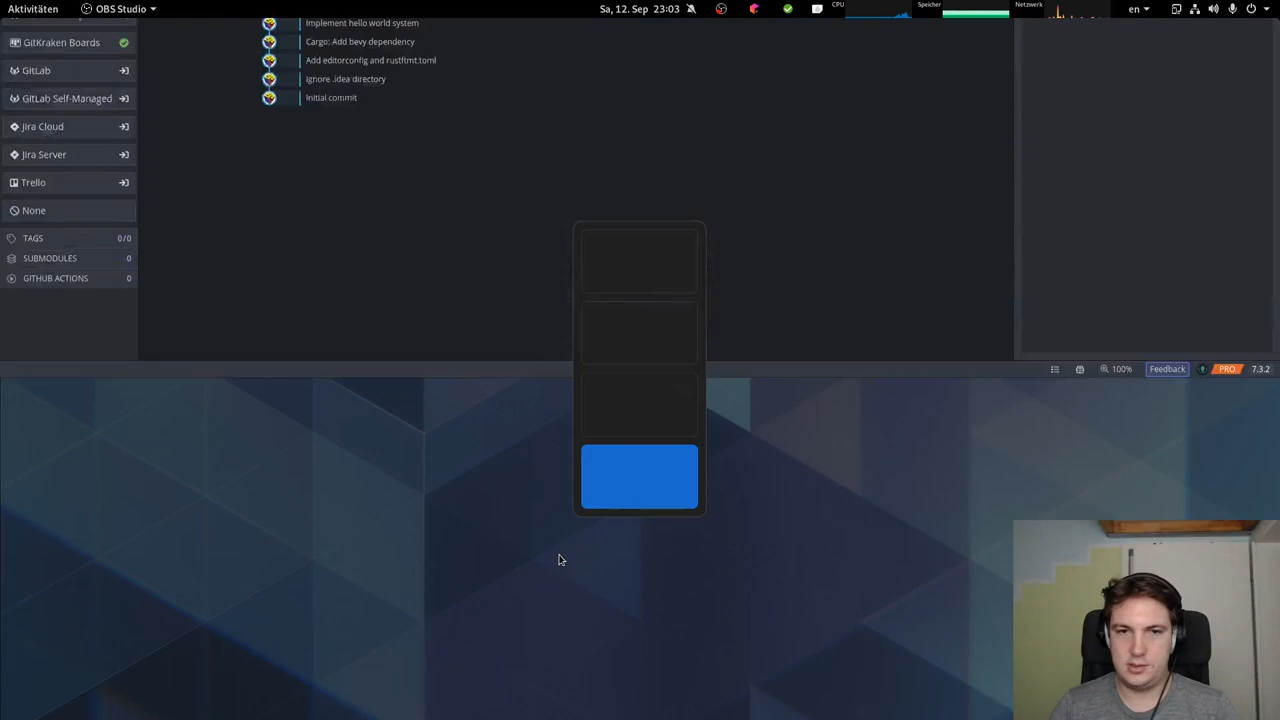 Aktivitäten OBS Studio Sa, 12. Sep 23:03 CPU Speicher Netzwerk en
Implement hello world system
GitKraken Boards Cargo: Add bevy dependency
Add editorconfig and rustfmt.toml
GitLab Ignore .idea directory
GitLab Self-Managed Initial commit
Jira Cloud
Jira Server
Trello
None
TAGS 0/0
SUBMODULES 0
GITHUB ACTIONS 0
100% Feedback PRO 7.3.2